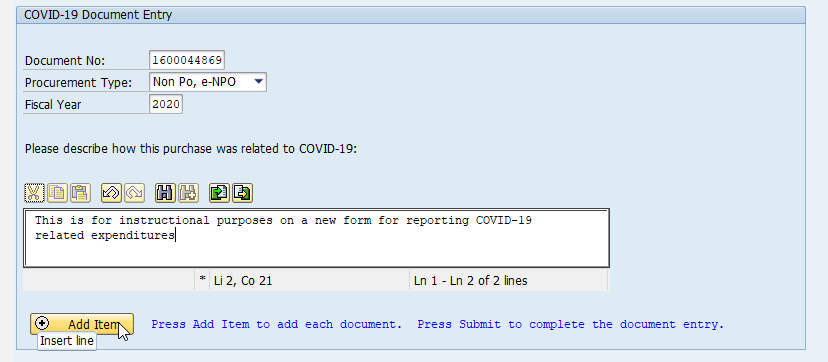 COVID-19 Document Entry
Document No: 1600044869
Procurement Type: Non Po, e-NPO
Fiscal Year 2020
Please describe how this purchase was related to COVID-19:
This is for instructional purposes on a new form for reporting COVID-19
related expenditures
* Li 2, Co 21 Ln 1 - Ln 2 of 2 lines
Add Item Press Add Item to add each document. Press Submit to complete the document entry.
Insert line